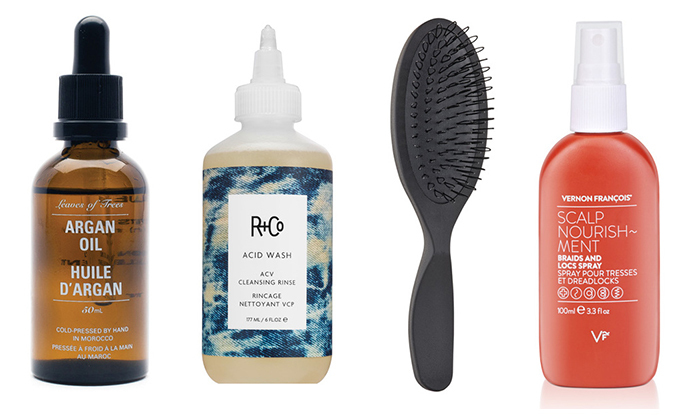 Leaves of Trees
ARGAN
OIL
HUILE
D'ARGAN
50mL
COLD-PRESSED BY HAND
IN MOROCCO
PRESSÉE À FROID À LA MAIN
AU MAROC
R+Co
ACID WASH
ACV
CLEANSING RINSE
RINCAGE
NETTOYANT VCP
177 mL / 6 FL OZ e
VERNON FRANÇOIS®
SCALP
NOURISH~
MENT
BRAIDS AND
LOCS SPRAY
SPRAY POUR TRESSES
ET DREADLOCKS
100ml e 3.3 fl oz
VF